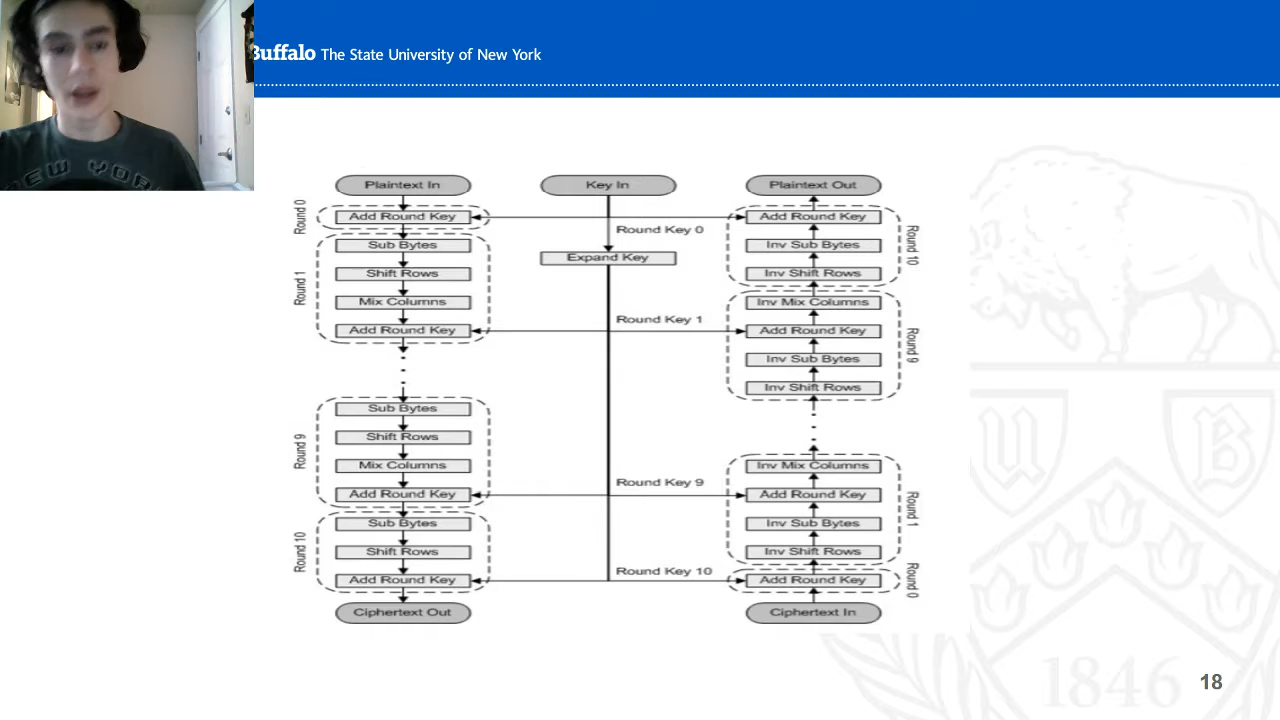 Buffalo The State University of New York
NEW YORK
Plaintext In
Key In
Plaintext Out
Round 0
Add Round Key
Round Key 0
Add Round Key
Round 10
Sub Bytes
Expand Key
Inv Sub Bytes
Round 1
Shift Rows
Inv Shift Rows
Mix Columns
Inv Mix Columns
Round 9
Add Round Key
Round Key 1
Add Round Key
Inv Sub Bytes
Inv Shift Rows
Round 9
Sub Bytes
Shift Rows
Mix Columns
Inv Mix Columns
Round 1
Add Round Key
Round Key 9
Add Round Key
Round 10
Sub Bytes
Inv Sub Bytes
Shift Rows
Inv Shift Rows
Add Round Key
Round Key 10
Add Round Key
Round 0
Ciphertext Out
Ciphertext In
U B
1846
18